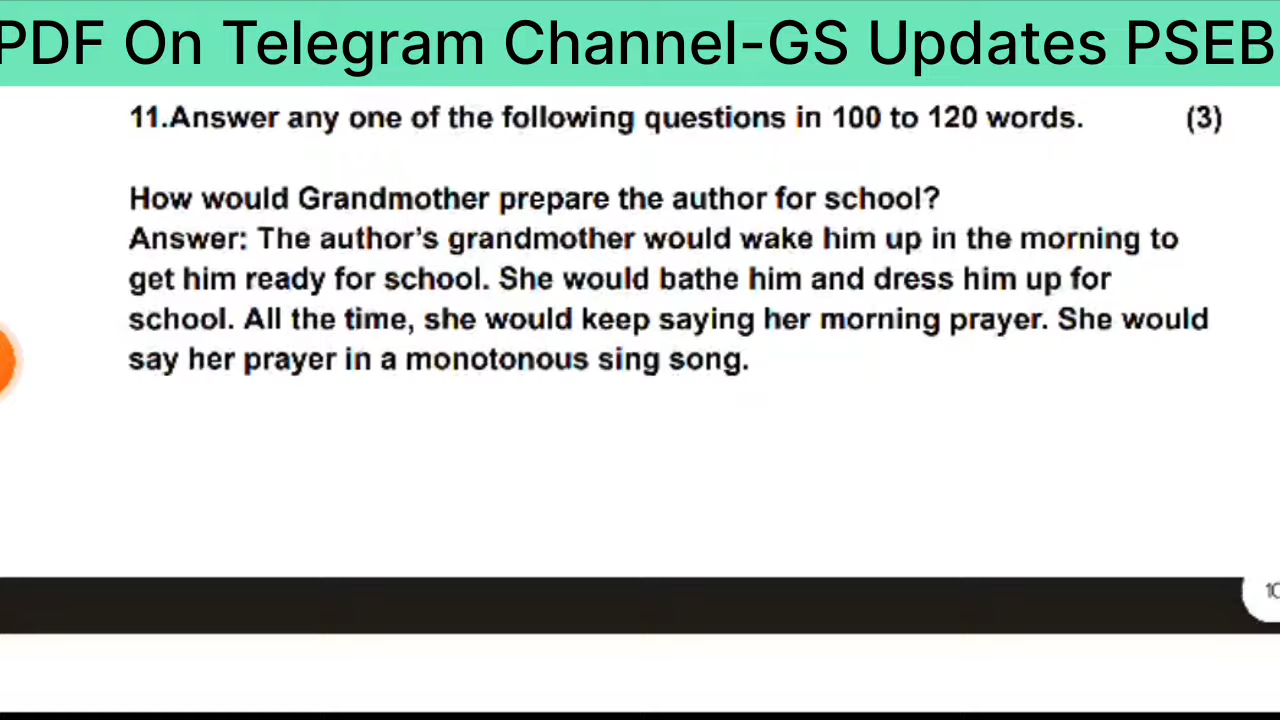 PDF On Telegram Channel-GS Updates PSEB
11.Answer any one of the following questions in 100 to 120 words. (3)
How would Grandmother prepare the author for school?
Answer: The author’s grandmother would wake him up in the morning to
get him ready for school. She would bathe him and dress him up for
school. All the time, she would keep saying her morning prayer. She would
say her prayer in a monotonous sing song.